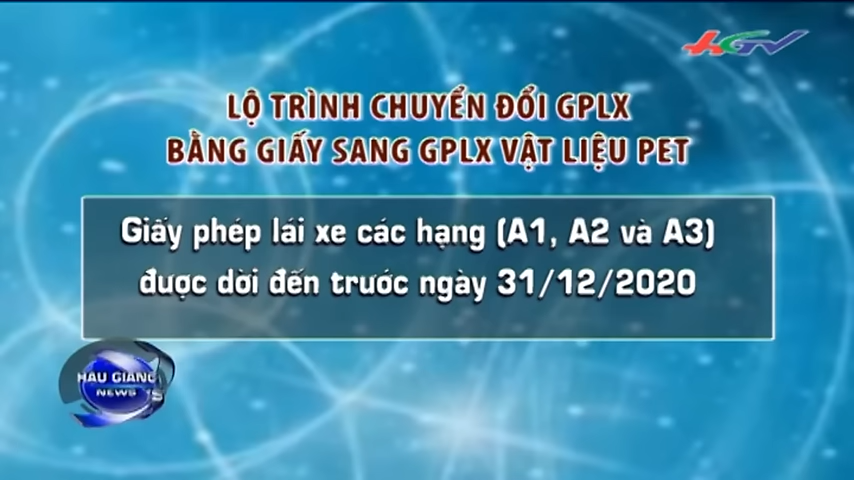 HGV
LỘ TRÌNH CHUYỂN ĐỔI GPLX
BẰNG GIẤY SANG GPLX VẬT LIỆU PET
Giấy phép lái xe các hạng (A1, A2 và A3)
được dời đến trước ngày 31/12/2020
HAU GIANG
NEWS